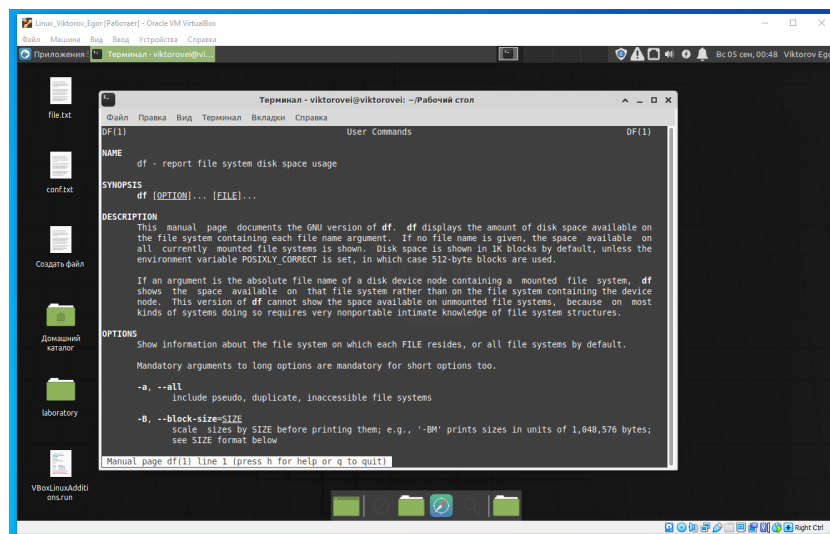 Linux_Viktorov_Egor [Работает] - Oracle VM VirtualBox
Файл Машина Вид Ввод Устройства Справка
Приложения Терминал - viktorovei@vi... Вс 05 сен, 00:48 Viktorov Ego
file.txt
conf.txt
Создать файл
Домашний
каталог
laboratory
VBoxLinuxAdditi
ons.run
Терминал - viktorovei@viktorovei: ~/Рабочий стол
Файл Правка Вид Терминал Вкладки Справка
DF(1) User Commands DF(1)
NAME
df - report file system disk space usage
SYNOPSIS
df [OPTION]... [FILE]...
DESCRIPTION
This manual page documents the GNU version of df. df displays the amount of disk space available on
the file system containing each file name argument. If no file name is given, the space available on
all currently mounted file systems is shown. Disk space is shown in 1K blocks by default, unless the
environment variable POSIXLY_CORRECT is set, in which case 512-byte blocks are used.
If an argument is the absolute file name of a disk device node containing a mounted file system, df
shows the space available on that file system rather than on the file system containing the device
node. This version of df cannot show the space available on unmounted file systems, because on most
kinds of systems doing so requires very nonportable intimate knowledge of file system structures.
OPTIONS
Show information about the file system on which each FILE resides, or all file systems by default.
Mandatory arguments to long options are mandatory for short options too.
-a, --all
include pseudo, duplicate, inaccessible file systems
-B, --block-size=SIZE
scale sizes by SIZE before printing them; e.g., '-BM' prints sizes in units of 1,048,576 bytes;
see SIZE format below
Manual page df(1) line 1 (press h for help or q to quit)
Right Ctrl